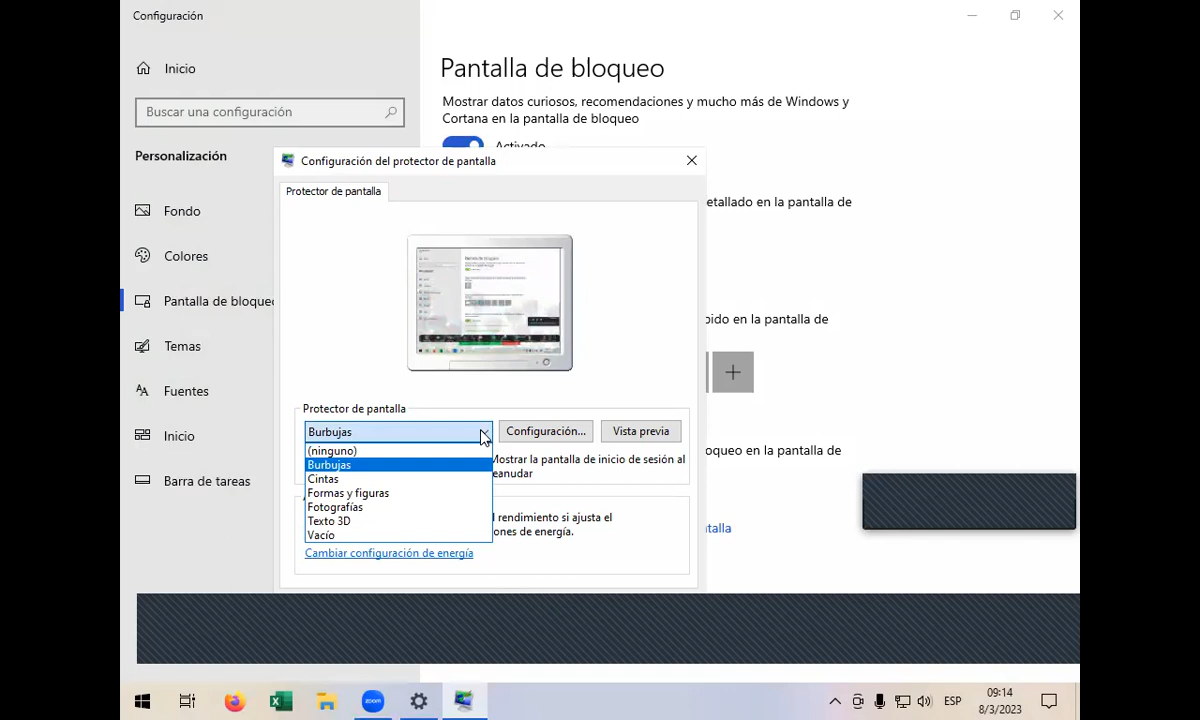 Configuración
Inicio
Buscar una configuración
Personalización
Fondo
Colores
Pantalla de bloqueo
Temas
Fuentes
Inicio
Barra de tareas
Pantalla de bloqueo
Mostrar datos curiosos, recomendaciones y mucho más de Windows y
Cortana en la pantalla de bloqueo
Activado
etallado en la pantalla de
pido en la pantalla de
oqueo en la pantalla de
ntalla
Configuración del protector de pantalla
Protector de pantalla
Protector de pantalla
Burbujas
Configuración...
Vista previa
(ninguno)
Burbujas
Cintas
Formas y figuras
Fotografías
Texto 3D
Vacío
Mostrar la pantalla de inicio de sesión al
eanudar
l rendimiento si ajusta el
ones de energía.
Cambiar configuración de energía
zoom
ESP
09:14
8/3/2023